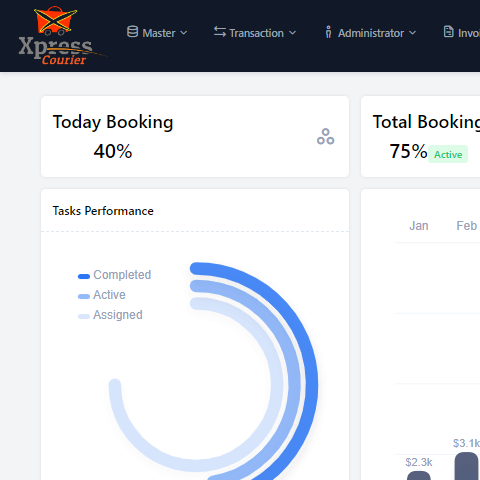 Xpress
Courier
Master
Transaction
Administrator
Invoi
Today Booking
40%
Total Booking
75%
Active
Tasks Performance
Completed
Active
Assigned
Jan
Feb
$2.3k
$3.1k